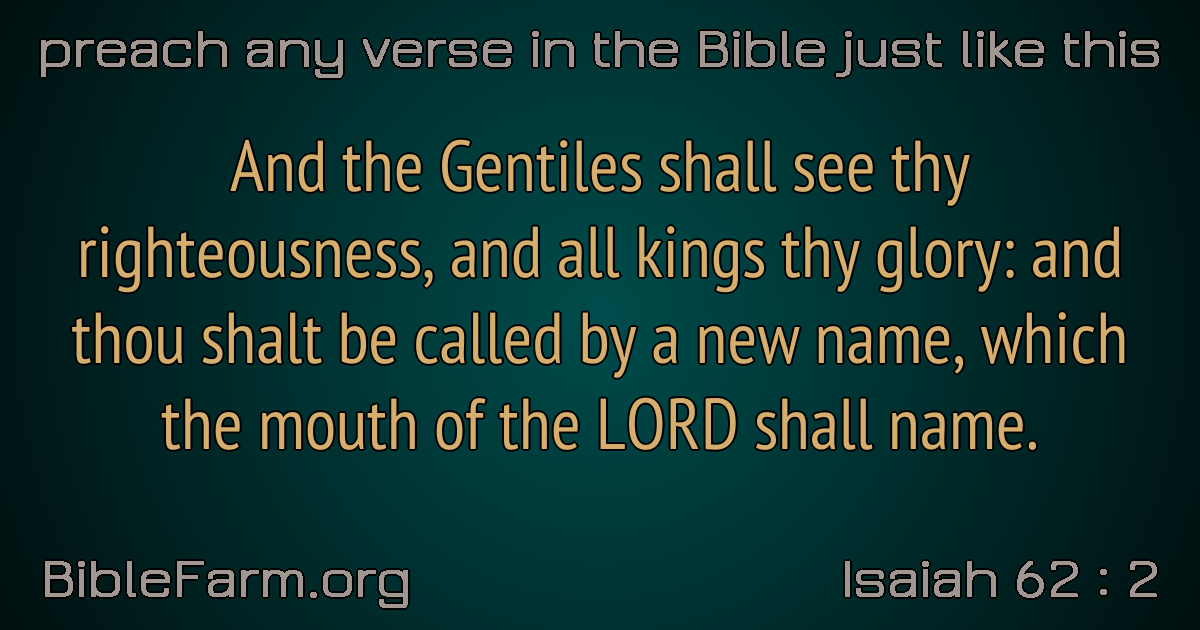 preach any verse in the Bible just like this
And the Gentiles shall see thy
righteousness, and all kings thy glory: and
thou shalt be called by a new name, which
the mouth of the LORD shall name.
BibleFarm.org
Isaiah 62 : 2